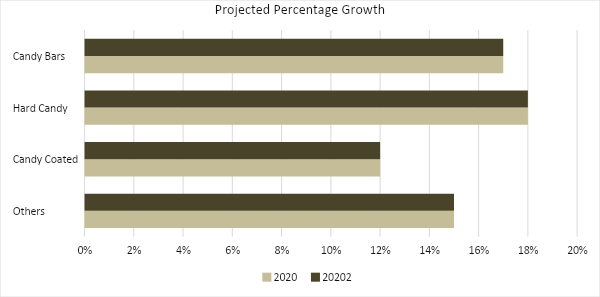 Projected Percentage Growth
Candy Bars
Hard Candy
Candy Coated
Others
0% 2% 4% 6% 8% 10% 12% 14% 16% 18% 20%
2020 20202